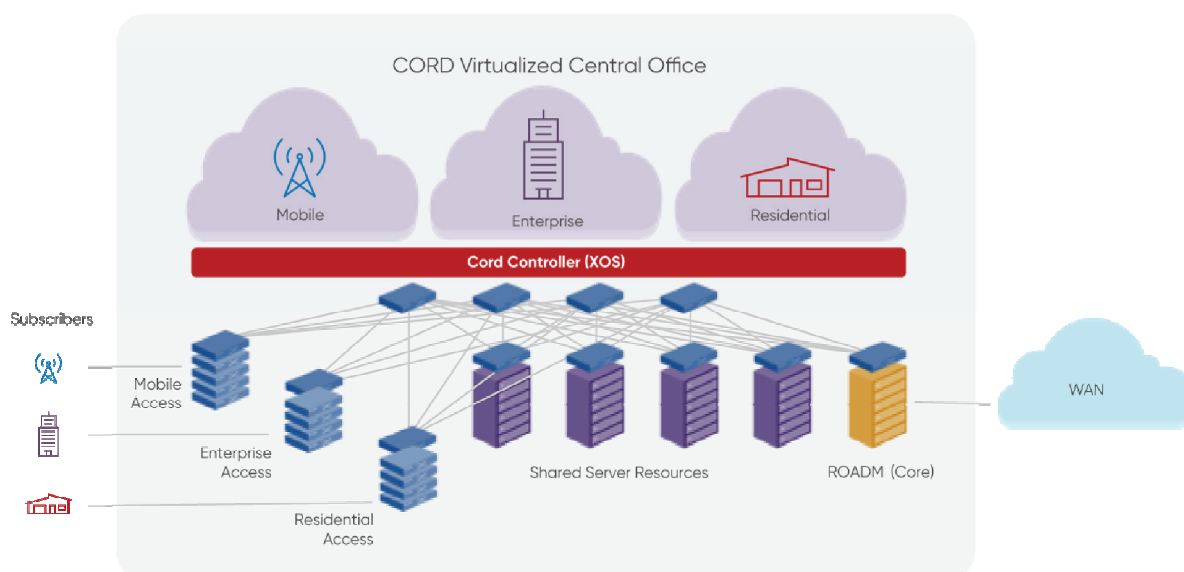 CORD Virtualized Central Office
Mobile
Enterprise
Residential
Cord Controller (XOS)
Subscribers
Mobile
Access
Enterprise
Access
Residential
Access
Shared Server Resources
ROADM (Core)
WAN